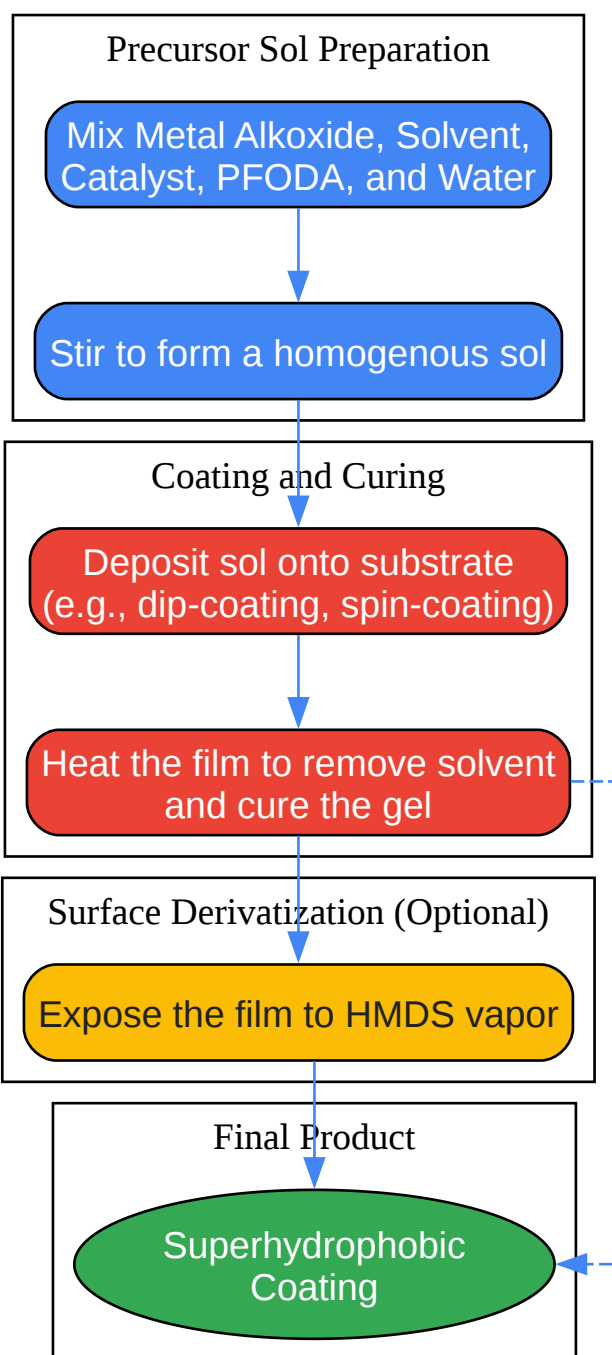 Precursor Sol Preparation
Mix Metal Alkoxide, Solvent,
Catalyst, PFODA, and Water
Stir to form a homogenous sol
Coating and Curing
Deposit sol onto substrate
(e.g., dip-coating, spin-coating)
Heat the film to remove solvent
and cure the gel
Surface Derivatization (Optional)
Expose the film to HMDS vapor
Final Product
Superhydrophobic
Coating